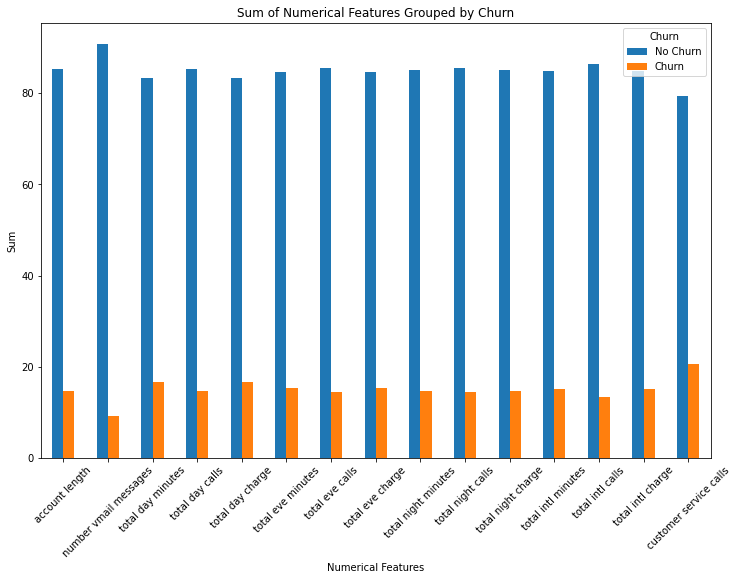 Sum of Numerical Features Grouped by Churn
Churn
No Churn
Churn
80
60
40
20
0
Sum
account length
number vmail messages
total day minutes
total day calls
total day charge
total eve minutes
total eve calls
total eve charge
total night minutes
total night calls
total night charge
total intl minutes
total intl calls
total intl charge
customer service calls
Numerical Features